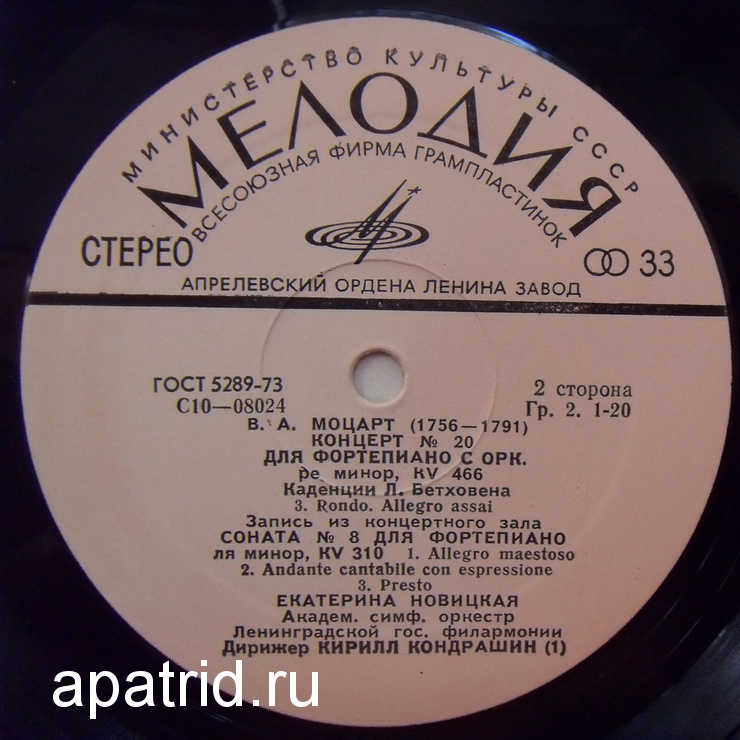 МИНИСТЕРСТВО КУЛЬТУРЫ СССР
МЕЛОДИЯ
ВСЕСОЮЗНАЯ ФИРМА ГРАМПЛАСТИНОК
СТЕРЕО
33
АПРЕЛЕВСКИЙ ОРДЕНА ЛЕНИНА ЗАВОД
ГОСТ 5289-73
2 сторона
С10—08024
Гр. 2. 1-20
В. А. МОЦАРТ (1756—1791)
КОНЦЕРТ № 20
ДЛЯ ФОРТЕПИАНО С ОРК.
ре минор, KV 466
Каденции Л. Бетховена
3. Rondo. Allegro assai
Запись из концертного зала
СОНАТА № 8 ДЛЯ ФОРТЕПИАНО
ля минор, KV 310 1. Allegro maestoso
2. Andante cantabile con espressione
3. Presto
ЕКАТЕРИНА НОВИЦКАЯ
Академ. симф. оркестр
Ленинградской гос. филармонии
Дирижер КИРИЛЛ КОНДРАШИН (1)
apatrid.ru